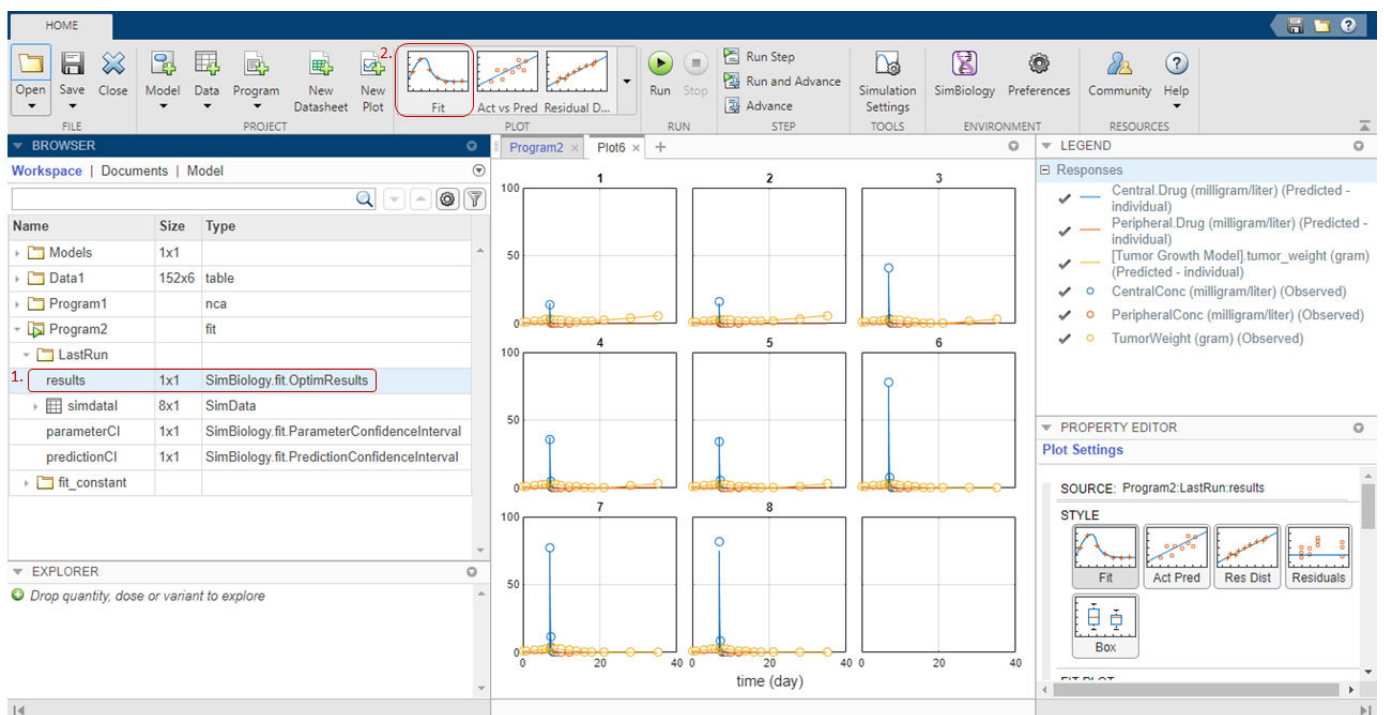 HOME
2.
Open
Save
Close
Model
Data
Program
New Datasheet
New Plot
Fit
Act vs Pred
Residual D...
Run
Stop
Run Step
Run and Advance
Advance
Simulation Settings
SimBiology
Preferences
Community
Help
FILE
PROJECT
PLOT
RUN
STEP
TOOLS
ENVIRONMENT
RESOURCES
BROWSER
Workspace | Documents | Model
Name Size Type
Models 1x1
Data1 152x6 table
Program1 nca
Program2 fit
LastRun
1. results 1x1 SimBiology.fit.OptimResults
simdataI 8x1 SimData
parameterCI 1x1 SimBiology.fit.ParameterConfidenceInterval
predictionCI 1x1 SimBiology.fit.PredictionConfidenceInterval
fit_constant
EXPLORER
Drop quantity, dose or variant to explore
Program2 × Plot6 × +
1 2 3
100
50
0
4 5 6
100
50
0
7 8
100
50
0
0 20 40 0 20 40 0 20 40
time (day)
LEGEND
Responses
Central.Drug (milligram/liter) (Predicted -
individual)
Peripheral.Drug (milligram/liter) (Predicted -
individual)
[Tumor Growth Model].tumor_weight (gram)
(Predicted - individual)
CentralConc (milligram/liter) (Observed)
PeripheralConc (milligram/liter) (Observed)
TumorWeight (gram) (Observed)
PROPERTY EDITOR
Plot Settings
SOURCE: Program2:LastRun:results
STYLE
Fit
Act Pred
Res Dist
Residuals
Box
FIT PLOT